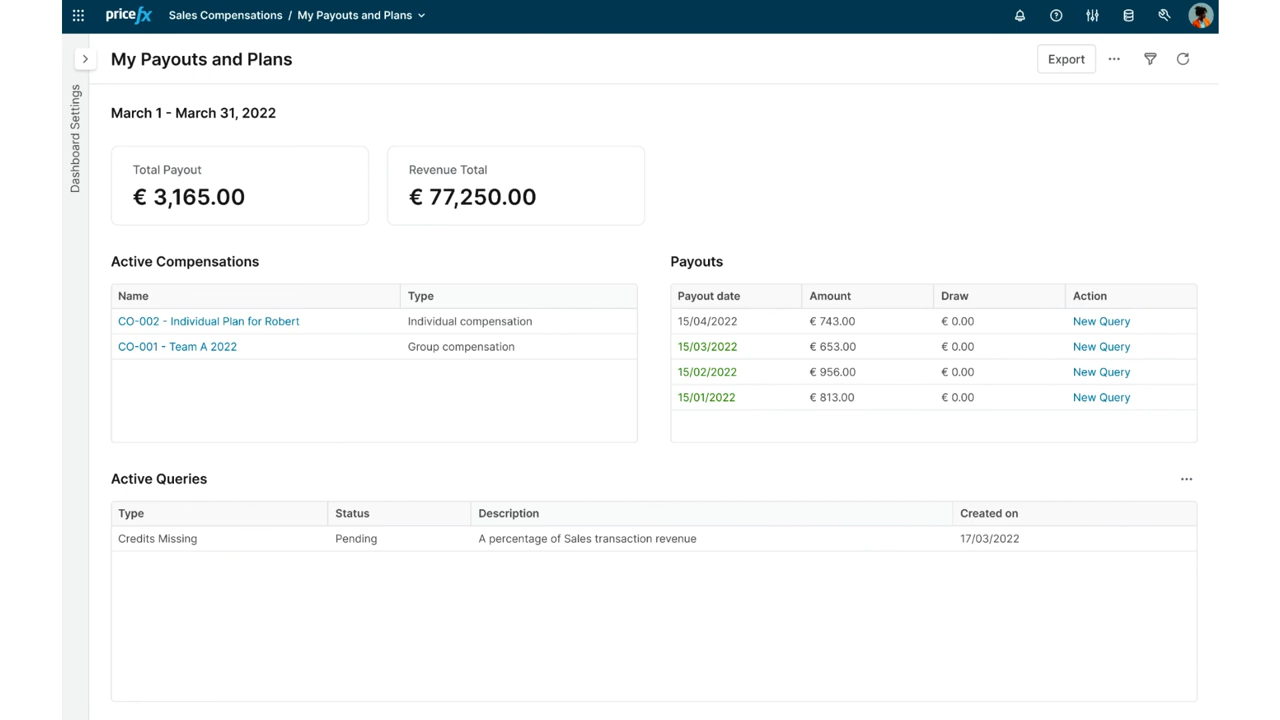 pricefx Sales Compensations / My Payouts and Plans
Dashboard Settings
My Payouts and Plans Export
March 1 - March 31, 2022
Total Payout
€ 3,165.00
Revenue Total
€ 77,250.00
Active Compensations
Name Type
CO-002 - Individual Plan for Robert Individual compensation
CO-001 - Team A 2022 Group compensation
Payouts
Payout date Amount Draw Action
15/04/2022 € 743.00 € 0.00 New Query
15/03/2022 € 653.00 € 0.00 New Query
15/02/2022 € 956.00 € 0.00 New Query
15/01/2022 € 813.00 € 0.00 New Query
Active Queries
Type Status Description Created on
Credits Missing Pending A percentage of Sales transaction revenue 17/03/2022